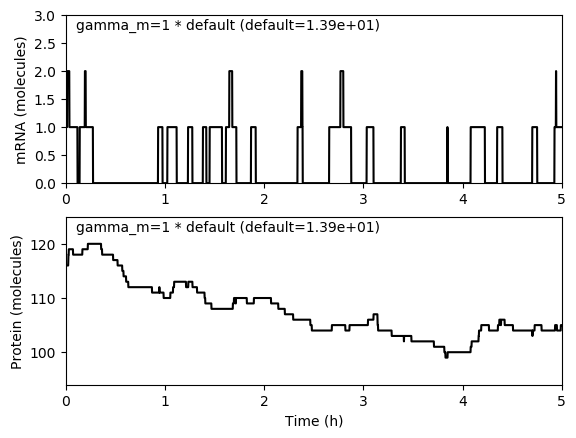 gamma_m=1 * default (default=1.39e+01)
mRNA (molecules)
3.0
2.5
2.0
1.5
1.0
0.5
0.0
0 1 2 3 4 5
gamma_m=1 * default (default=1.39e+01)
Protein (molecules)
120
110
100
0 1 2 3 4 5
Time (h)